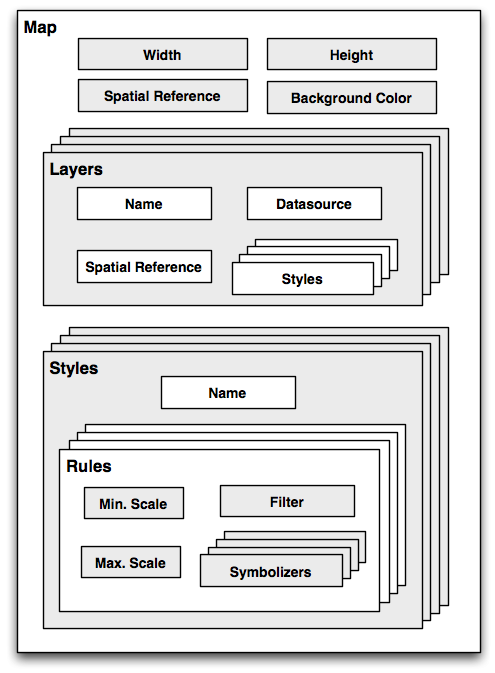 Map
Width
Height
Spatial Reference
Background Color
Layers
Name
Datasource
Spatial Reference
Styles
Styles
Name
Rules
Min. Scale
Filter
Max. Scale
Symbolizers